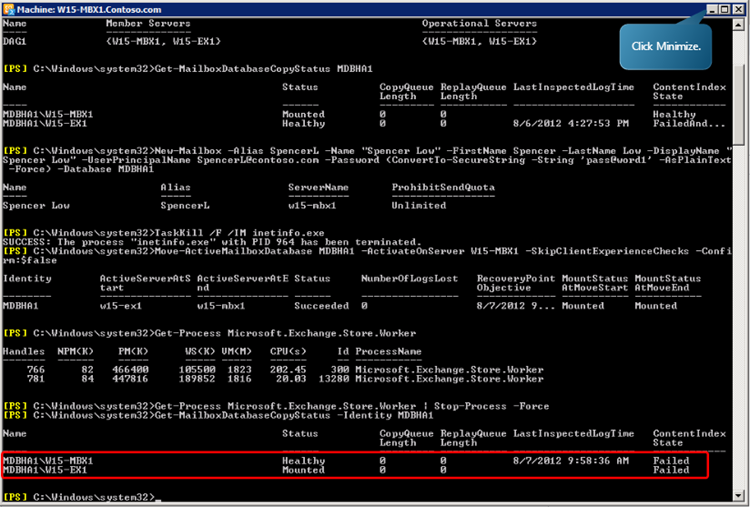 Machine: W15-MBX1.Contoso.com
Name Member Servers Operational Servers
DAG1 {W15-MBX1, W15-EX1} {W15-MBX1, W15-EX1}
Click Minimize.
[PS] C:\Windows\system32>Get-MailboxDatabaseCopyStatus MDBHA1
Name Status CopyQueue ReplayQueue LastInspectedLogTime ContentIndex
Length Length State
MDBHA1\W15-MBX1 Mounted 0 0 Healthy
MDBHA1\W15-EX1 Healthy 0 0 8/6/2012 4:27:53 PM FailedAnd...
[PS] C:\Windows\system32>New-Mailbox -Alias SpencerL -Name "Spencer Low" -FirstName Spencer -LastName Low -DisplayName "
Spencer Low" -UserPrincipalName SpencerL@contoso.com -Password (ConvertTo-SecureString -String 'pass@word1' -AsPlainText
-Force) -Database MDBHA1
Name Alias ServerName ProhibitSendQuota
Spencer Low SpencerL w15-mbx1 Unlimited
[PS] C:\Windows\system32>TaskKill /F /IM inetinfo.exe
SUCCESS: The process "inetinfo.exe" with PID 964 has been terminated.
[PS] C:\Windows\system32>Move-ActiveMailboxDatabase MDBHA1 -ActivateOnServer W15-MBX1 -SkipClientExperienceChecks -Confi
rm:$false
Identity ActiveServerAtS ActiveServerAtE Status NumberOfLogsLost RecoveryPoint MountStatus MountStatus
tart nd Objective AtMoveStart AtMoveEnd
MDBHA1 w15-ex1 w15-mbx1 Succeeded 0 8/7/2012 9... Mounted Mounted
[PS] C:\Windows\system32>Get-Process Microsoft.Exchange.Store.Worker
Handles NPM(K) PM(K) WS(K) VM(M) CPU(s) Id ProcessName
766 82 466400 105500 1823 202.45 300 Microsoft.Exchange.Store.Worker
781 84 447816 189852 1816 20.03 13280 Microsoft.Exchange.Store.Worker
[PS] C:\Windows\system32>Get-Process Microsoft.Exchange.Store.Worker | Stop-Process -Force
[PS] C:\Windows\system32>Get-MailboxDatabaseCopyStatus -Identity MDBHA1
Name Status CopyQueue ReplayQueue LastInspectedLogTime ContentIndex
Length Length State
MDBHA1\W15-MBX1 Healthy 0 0 8/7/2012 9:58:36 AM Failed
MDBHA1\W15-EX1 Mounted 0 0 Failed
[PS] C:\Windows\system32>_